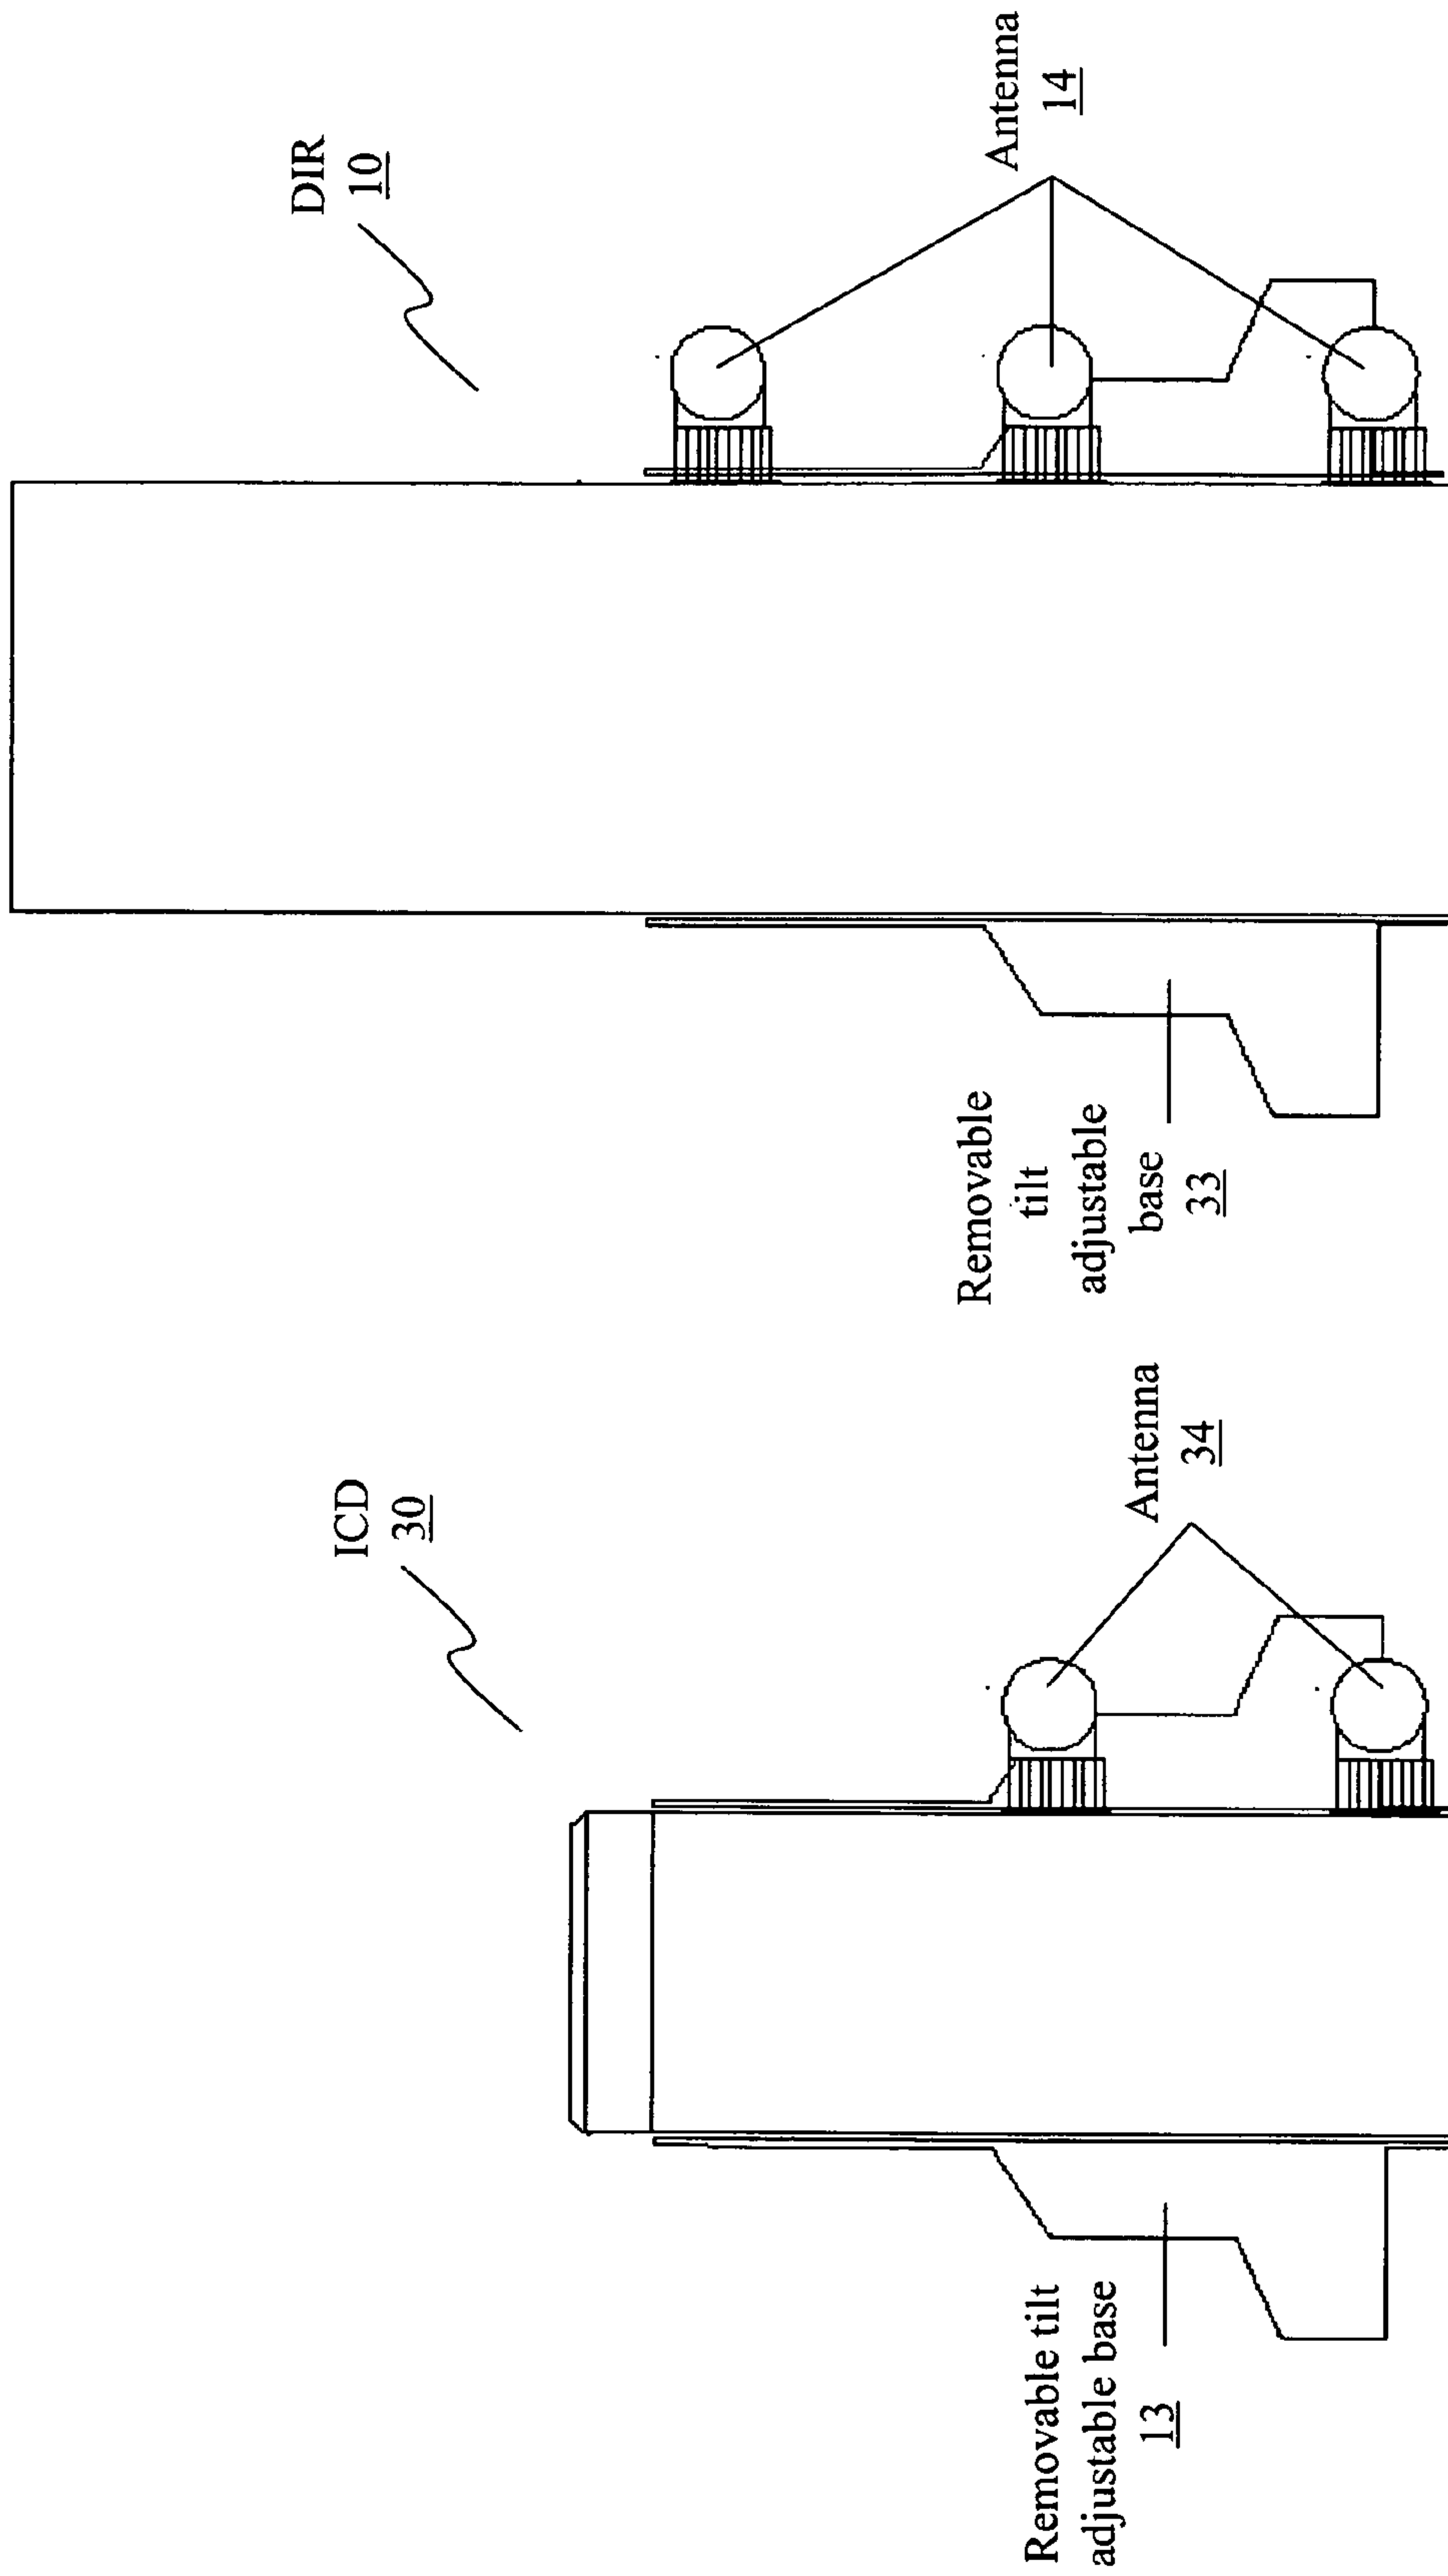 ICD
30
Removable tilt
adjustable base
13
Antenna
34
DIR
10
Removable
tilt
adjustable
base
33
Antenna
14